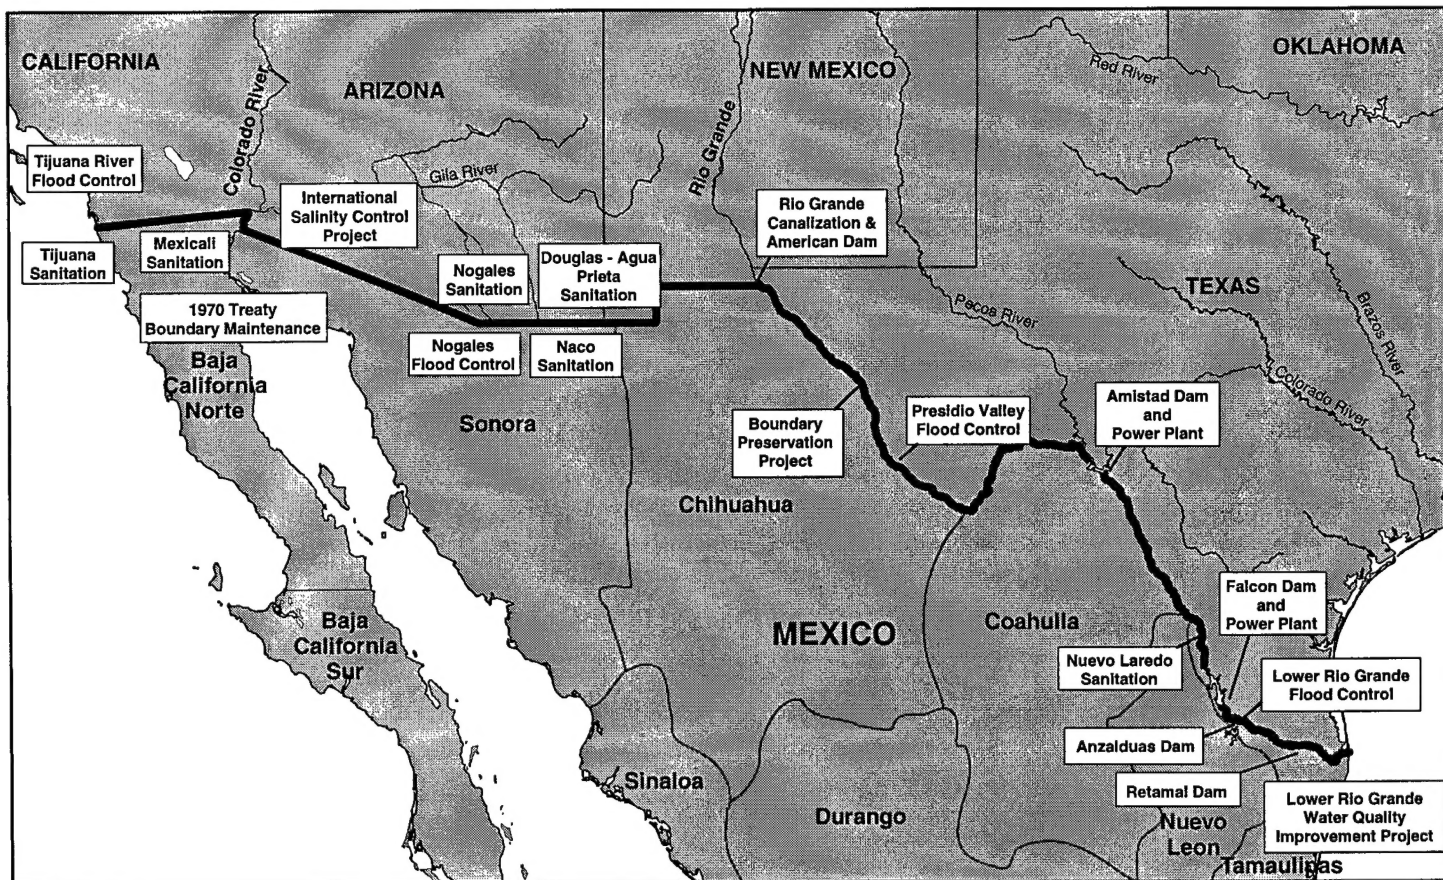 CALIFORNIA
ARIZONA
NEW MEXICO
OKLAHOMA
Colorado River
Rio Grande
Red River
Tijuana River
Flood Control
Gila River
International
Salinity Control
Project
Rio Grande
Canalization &
American Dam
Tijuana
Sanitation
Mexicali
Sanitation
Nogales
Sanitation
Douglas - Agua
Prieta
Sanitation
TEXAS
Pecos River
Brazos River
1970 Treaty
Boundary Maintenance
Nogales
Flood Control
Naco
Sanitation
Colorado River
Baja
California
Norte
Sonora
Boundary
Preservation
Project
Presidio Valley
Flood Control
Amistad Dam
and
Power Plant
Chihuahua
Baja
California
Sur
MEXICO
Coahulla
Falcon Dam
and
Power Plant
Nuevo Laredo
Sanitation
Lower Rio Grande
Flood Control
Anzalduas Dam
Sinaloa
Durango
Retamal Dam
Lower Rio Grande
Water Quality
Improvement Project
Nuevo
Leon
Tamaulipas